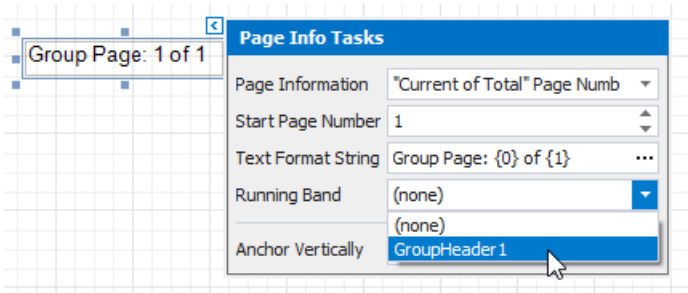 Group Page: 1 of 1
Page Info Tasks
Page Information "Current of Total" Page Numb
Start Page Number 1
Text Format String Group Page: {0} of {1} ...
Running Band (none)
(none)
Anchor Vertically GroupHeader1